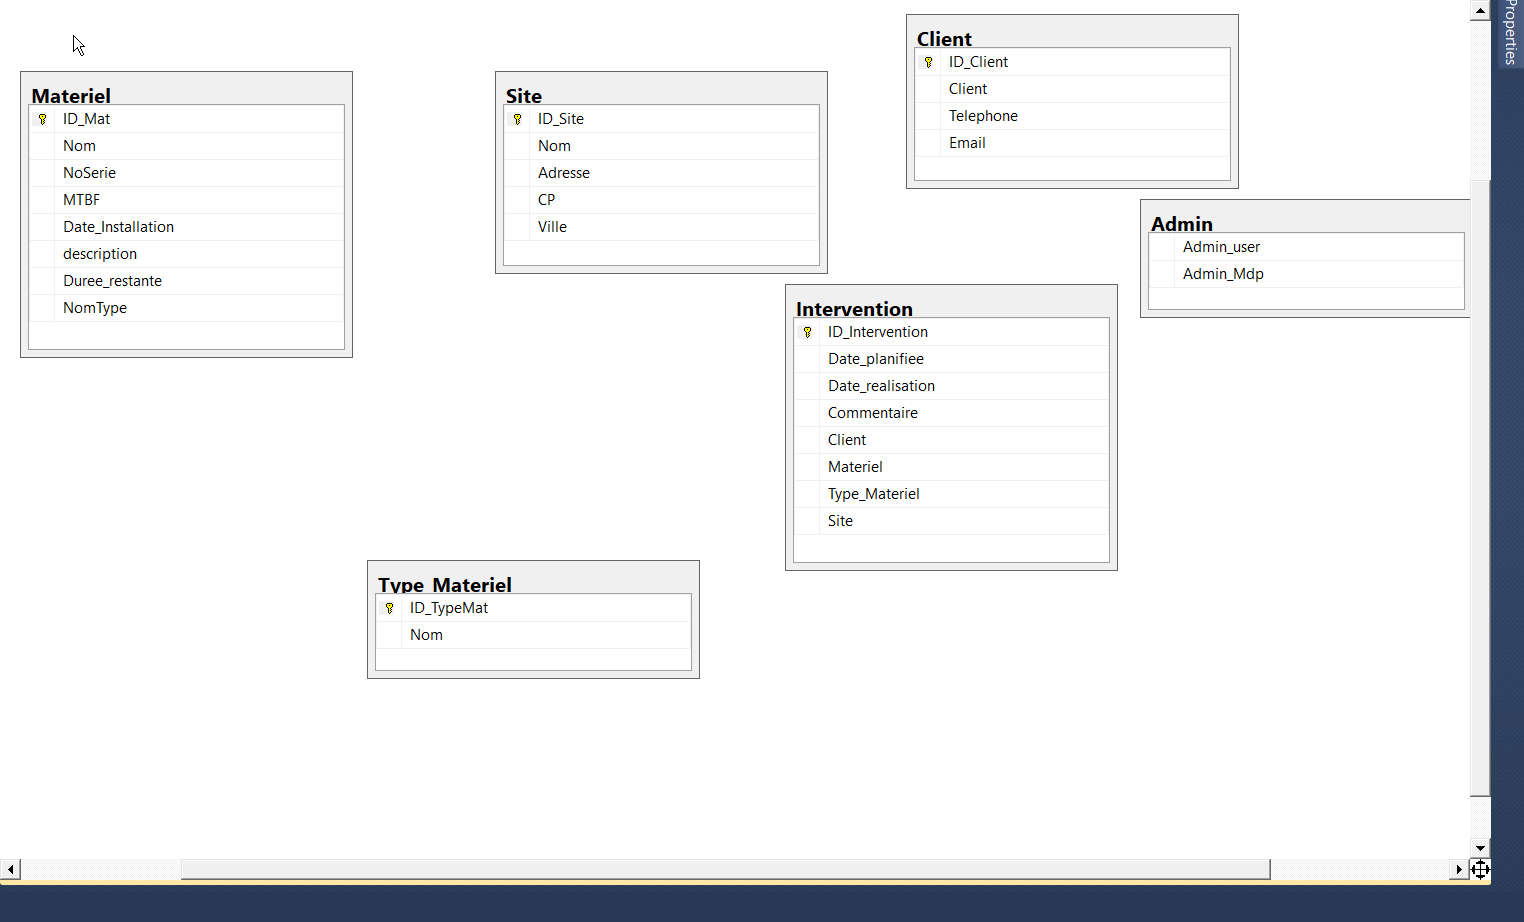 Properties
Materiel
ID_Mat
Nom
NoSerie
MTBF
Date_Installation
description
Duree_restante
NomType
Site
ID_Site
Nom
Adresse
CP
Ville
Client
ID_Client
Client
Telephone
Email
Admin
Admin_user
Admin_Mdp
Intervention
ID_Intervention
Date_planifiee
Date_realisation
Commentaire
Client
Materiel
Type_Materiel
Site
Type_Materiel
ID_TypeMat
Nom